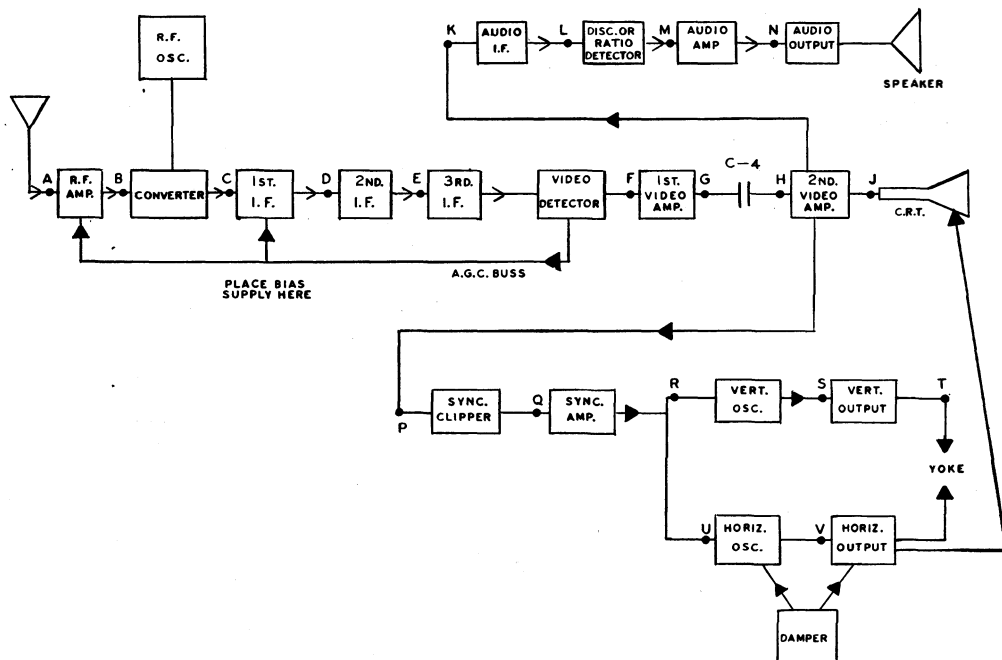 K
AUDIO
I.F.
L
DISC. OR
RATIO
DETECTOR
M
AUDIO
AMP
N
AUDIO
OUTPUT
SPEAKER
R.F.
OSC.
A
R.F.
AMP.
B
CONVERTER
C
1ST.
I.F.
D
2ND.
I.F.
E
3RD.
I.F.
VIDEO
DETECTOR
F
1ST.
VIDEO
AMP.
G
C-4
H
2ND.
VIDEO
AMP.
J
C.R.T.
A.G.C. BUSS
PLACE BIAS
SUPPLY HERE
P
SYNC.
CLIPPER
Q
SYNC.
AMP.
R
VERT.
OSC.
S
VERT.
OUTPUT
T
YOKE
U
HORIZ.
OSC.
V
HORIZ.
OUTPUT
DAMPER